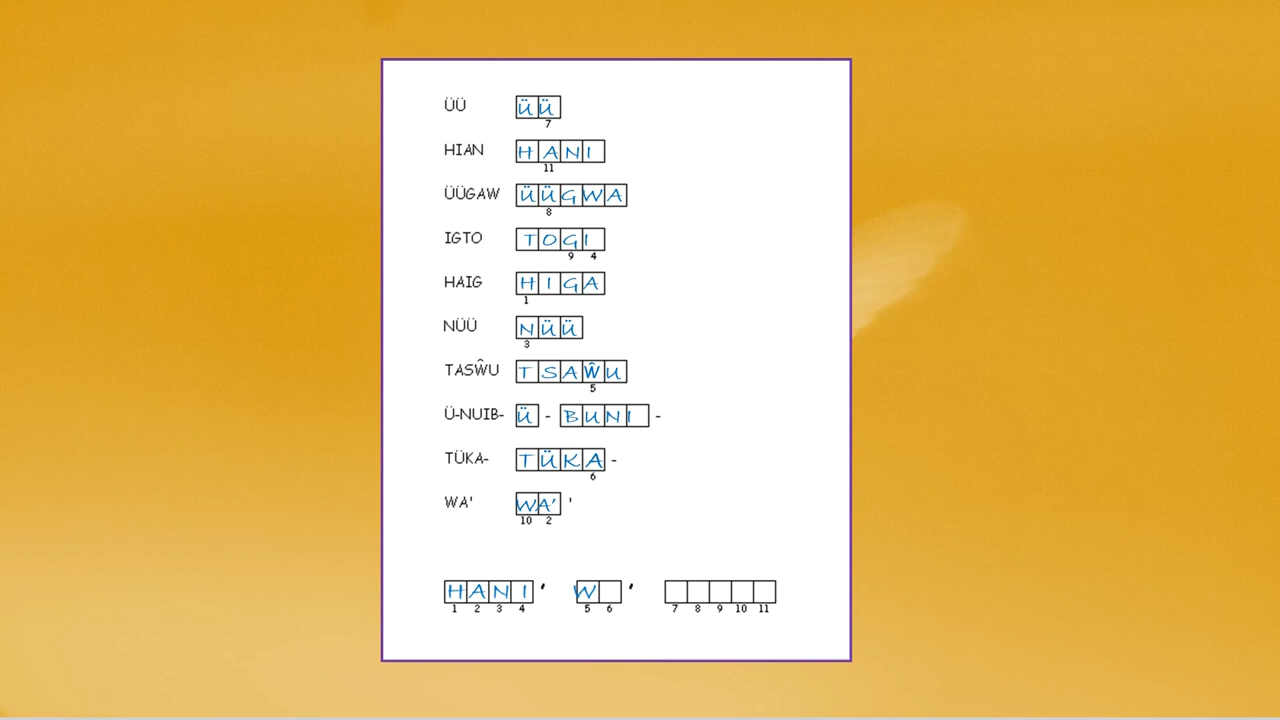 ÜÜ ÜÜ
7
HIAN HANI
11
ÜÜGAW ÜÜGWA
8
IGTO TOGI
9 4
HAIG HIGA
1
NÜÜ NÜÜ
3
TASŴU TSAŴU
5
Ü-NUIB- Ü - BUNI -
TÜKA- TÜKA -
6
WA' WA' '
10 2
HANI ' W '
1 2 3 4 5 6 7 8 9 10 11